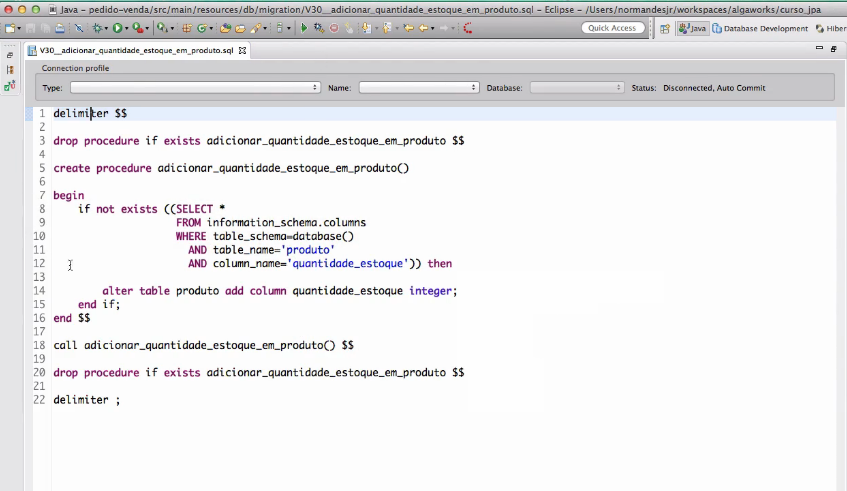 Java - pedido-venda/src/main/resources/db/migration/V30__adicionar_quantidade_estoque_em_produto.sql - Eclipse - /Users/normandesjr/workspaces/algaworks/curso_jpa
Quick Access Java Database Development Hiber
V30__adicionar_quantidade_estoque_em_produto.sql
Connection profile
Type: Name: Database: Status: Disconnected, Auto Commit
1 delimiter $$
2
3 drop procedure if exists adicionar_quantidade_estoque_em_produto $$
4
5 create procedure adicionar_quantidade_estoque_em_produto()
6
7 begin
8 if not exists ((SELECT *
9 FROM information_schema.columns
10 WHERE table_schema=database()
11 AND table_name='produto'
12 AND column_name='quantidade_estoque')) then
13
14 alter table produto add column quantidade_estoque integer;
15 end if;
16 end $$
17
18 call adicionar_quantidade_estoque_em_produto() $$
19
20 drop procedure if exists adicionar_quantidade_estoque_em_produto $$
21
22 delimiter ;